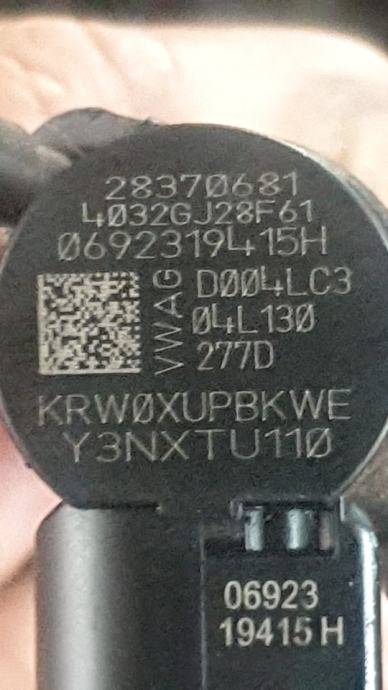 28370681
4032GJ28F61
0692319415H
VWAG
D004LC3
04L130
277D
KRW0XUPBKWE
Y3NXTU110
06923
19415H